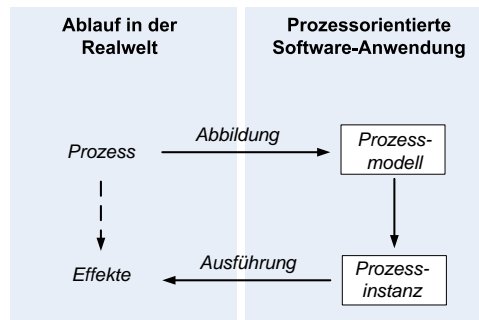 Ablauf in der
Realwelt
Prozessorientierte
Software-Anwendung
Prozess
Abbildung
Prozess-
modell
Effekte
Ausführung
Prozess-
instanz